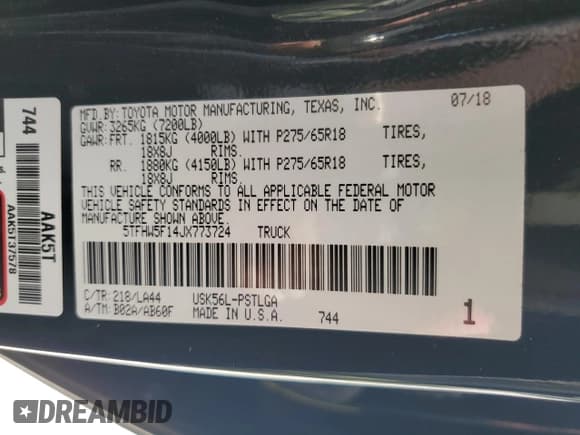 MFD.BY:TOYOTA MOTOR MANUFACTURING, TEXAS, INC. 07/18
GVWR:3265KG (7200LB)
GAWR:FRT. 1815KG (4000LB) WITH P275/65R18 TIRES,
18X8J RIMS.
RR. 1880KG (4150LB) WITH P275/65R18 TIRES,
18X8J RIMS.
THIS VEHICLE CONFORMS TO ALL APPLICABLE FEDERAL MOTOR
VEHICLE SAFETY STANDARDS IN EFFECT ON THE DATE OF
MANUFACTURE SHOWN ABOVE.
5TFHW5F14JX773724 TRUCK
C/TR:218/LA44 USK56L-PSTLGA
A/TM: B02A/AB60F MADE IN U.S.A. 744
1
744
AAK5T
AAK5137578
DREAMBID